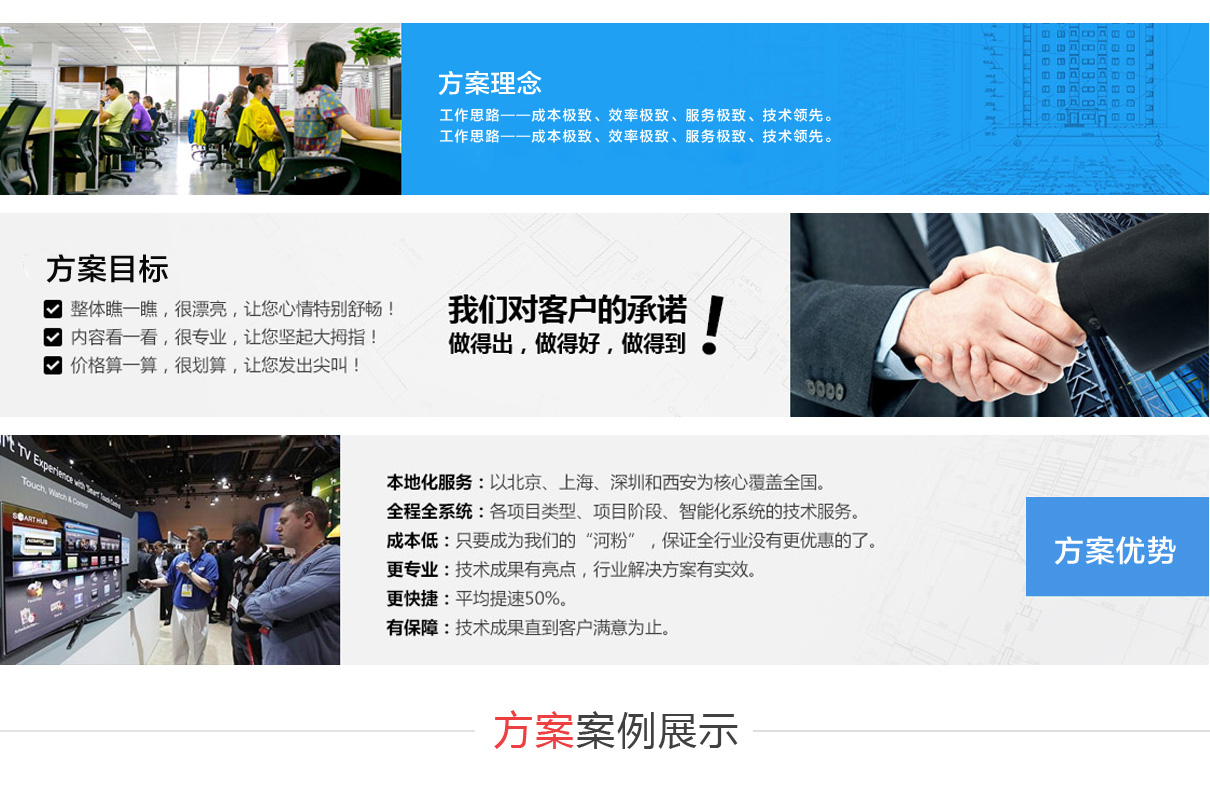 方案理念
工作思路——成本极致、效率极致、服务极致、技术领先。
工作思路——成本极致、效率极致、服务极致、技术领先。
方案目标
整体瞧一瞧，很漂亮，让您心情特别舒畅！
内容看一看，很专业，让您坚起大拇指！
价格算一算，很划算，让您发出尖叫！
我们对客户的承诺
做得出，做得好，做得到
！
TV Experience with Smart Touch Control
Touch, Watch & Control
SMART HUB
本地化服务：以北京、上海、深圳和西安为核心覆盖全国。
全程全系统：各项目类型、项目阶段、智能化系统的技术服务。
成本低：只要成为我们的“河粉”，保证全行业没有更优惠的了。
更专业：技术成果有亮点，行业解决方案有实效。
更快捷：平均提速50%。
有保障：技术成果直到客户满意为止。
方案优势
方案案例展示